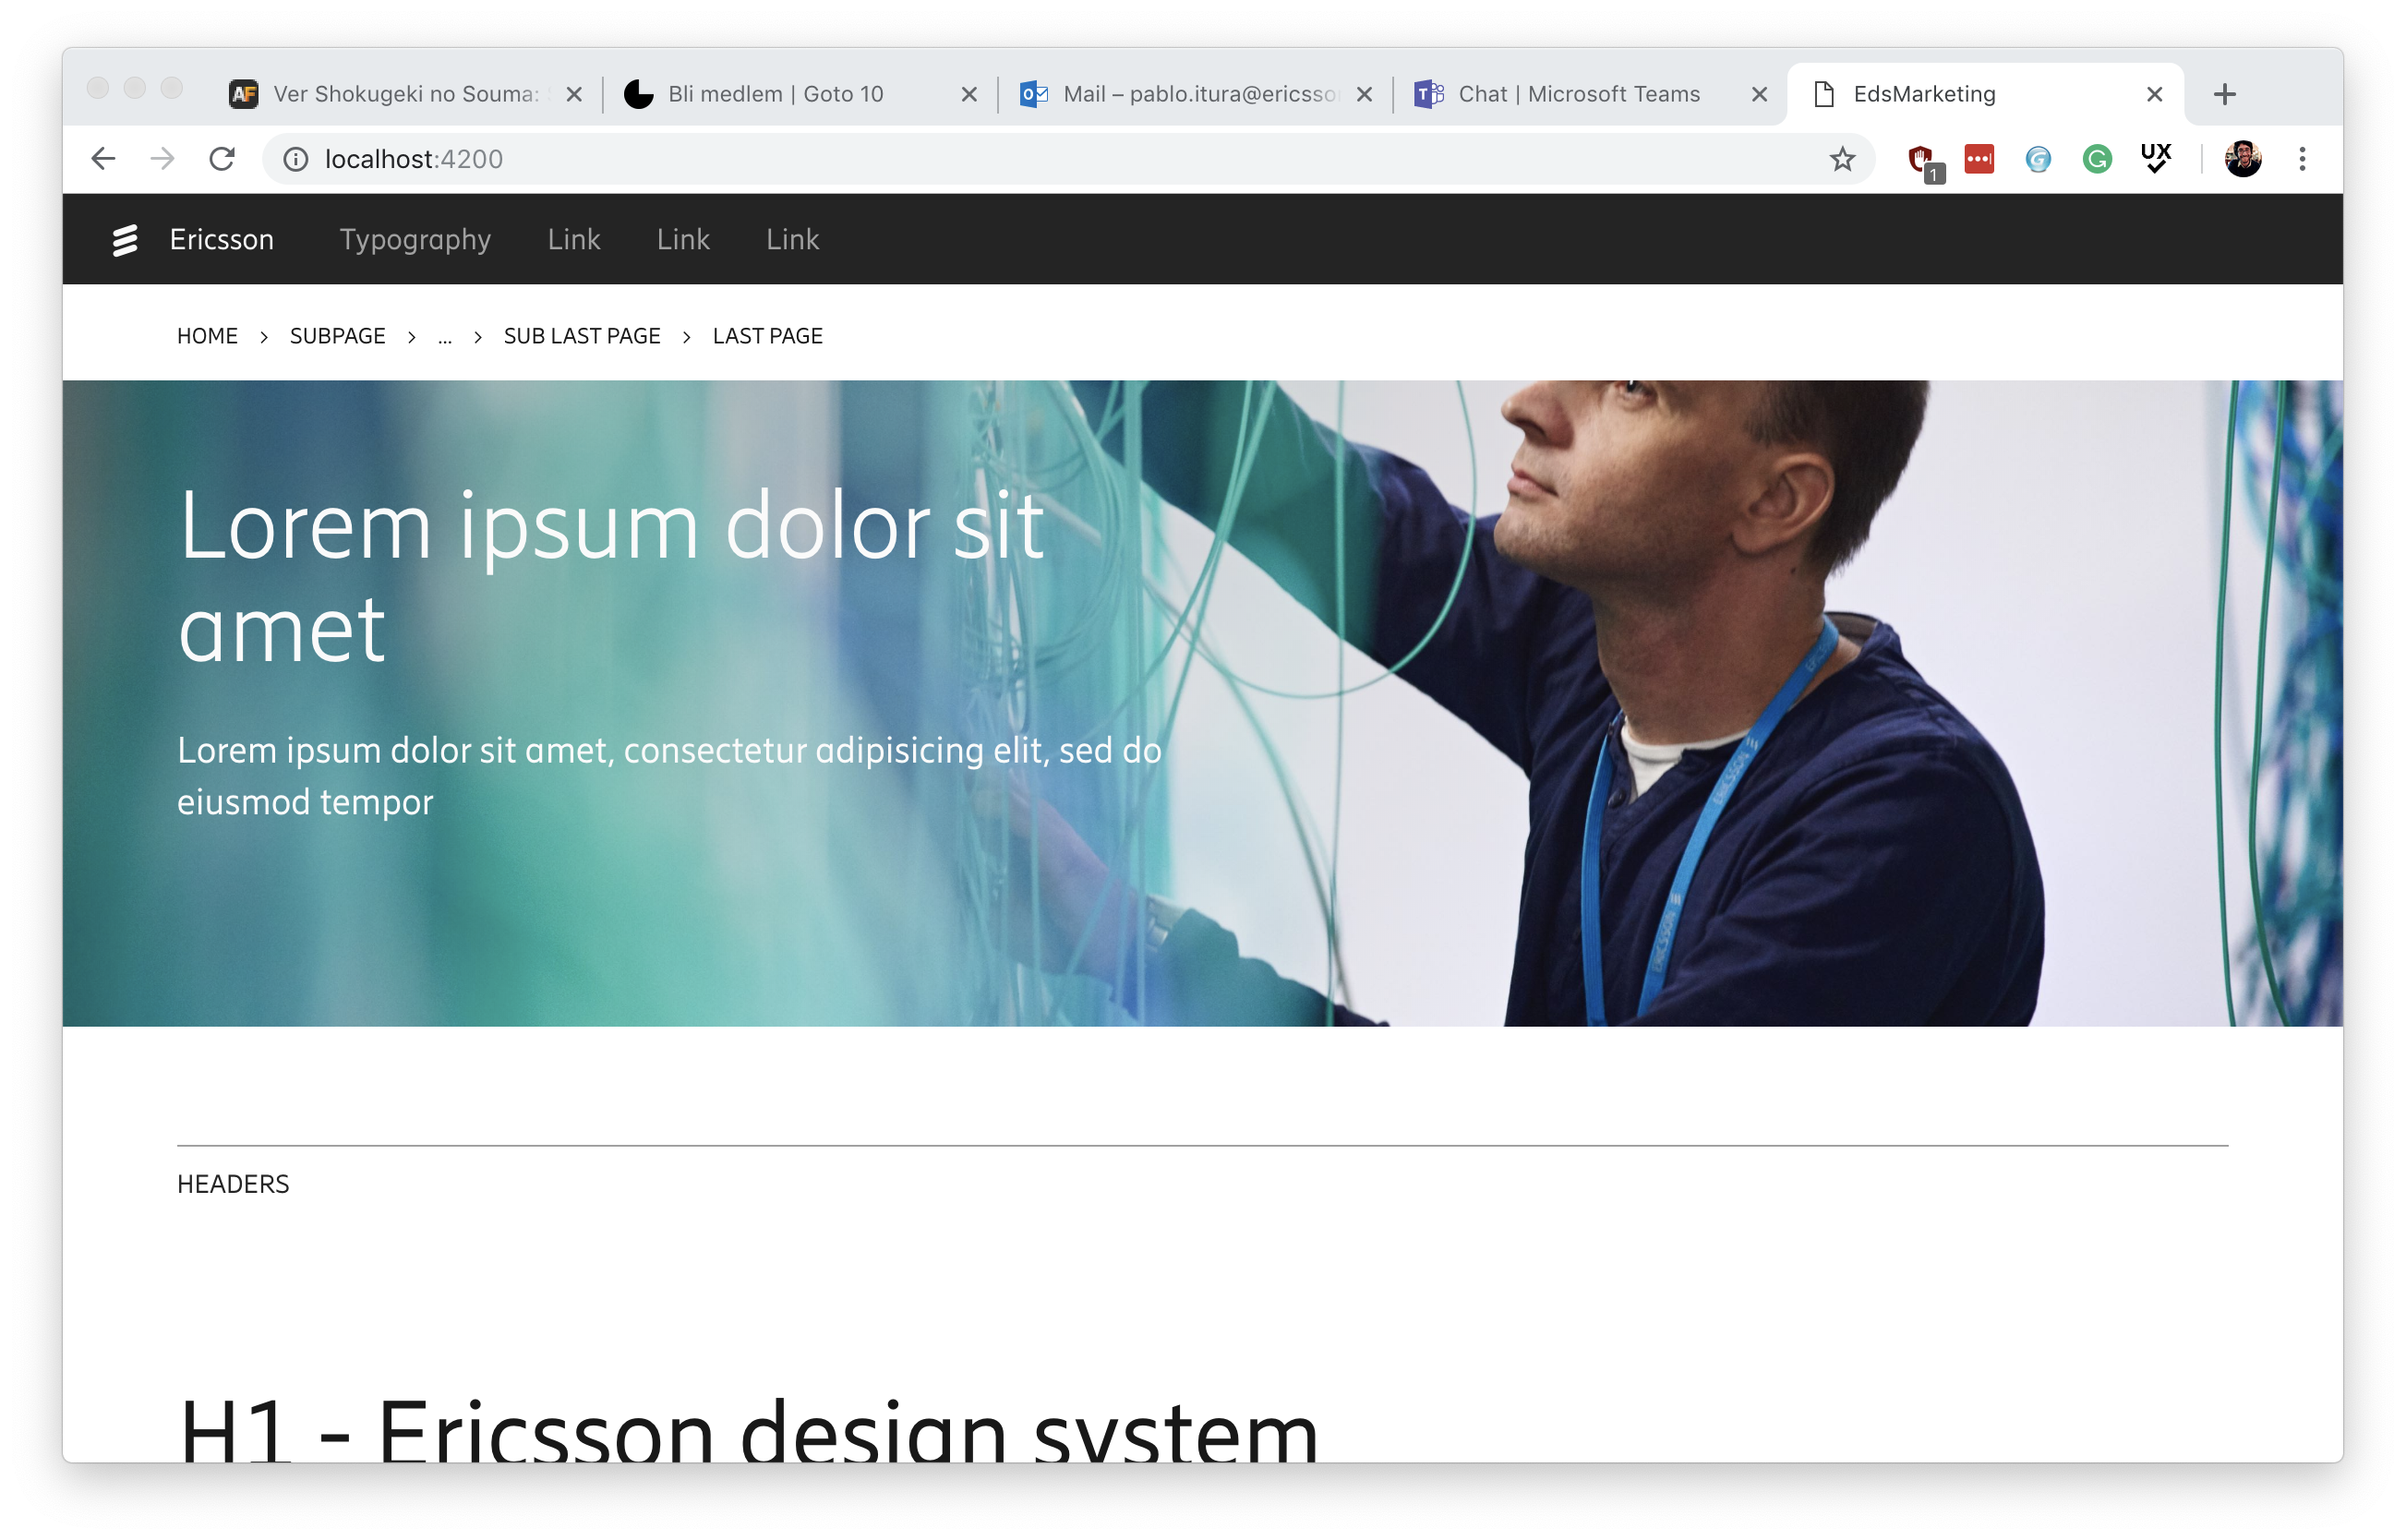 Ver Shokugeki no Souma:
Bli medlem | Goto 10
Mail – pablo.itura@ericsso
Chat | Microsoft Teams
EdsMarketing
localhost:4200
1
UX
Ericsson Typography Link Link Link
HOME > SUBPAGE > ... > SUB LAST PAGE > LAST PAGE
Lorem ipsum dolor sit
amet
Lorem ipsum dolor sit amet, consectetur adipisicing elit, sed do
eiusmod tempor
ERICSSON
ERICSSON
HEADERS
H1 - Ericsson design system